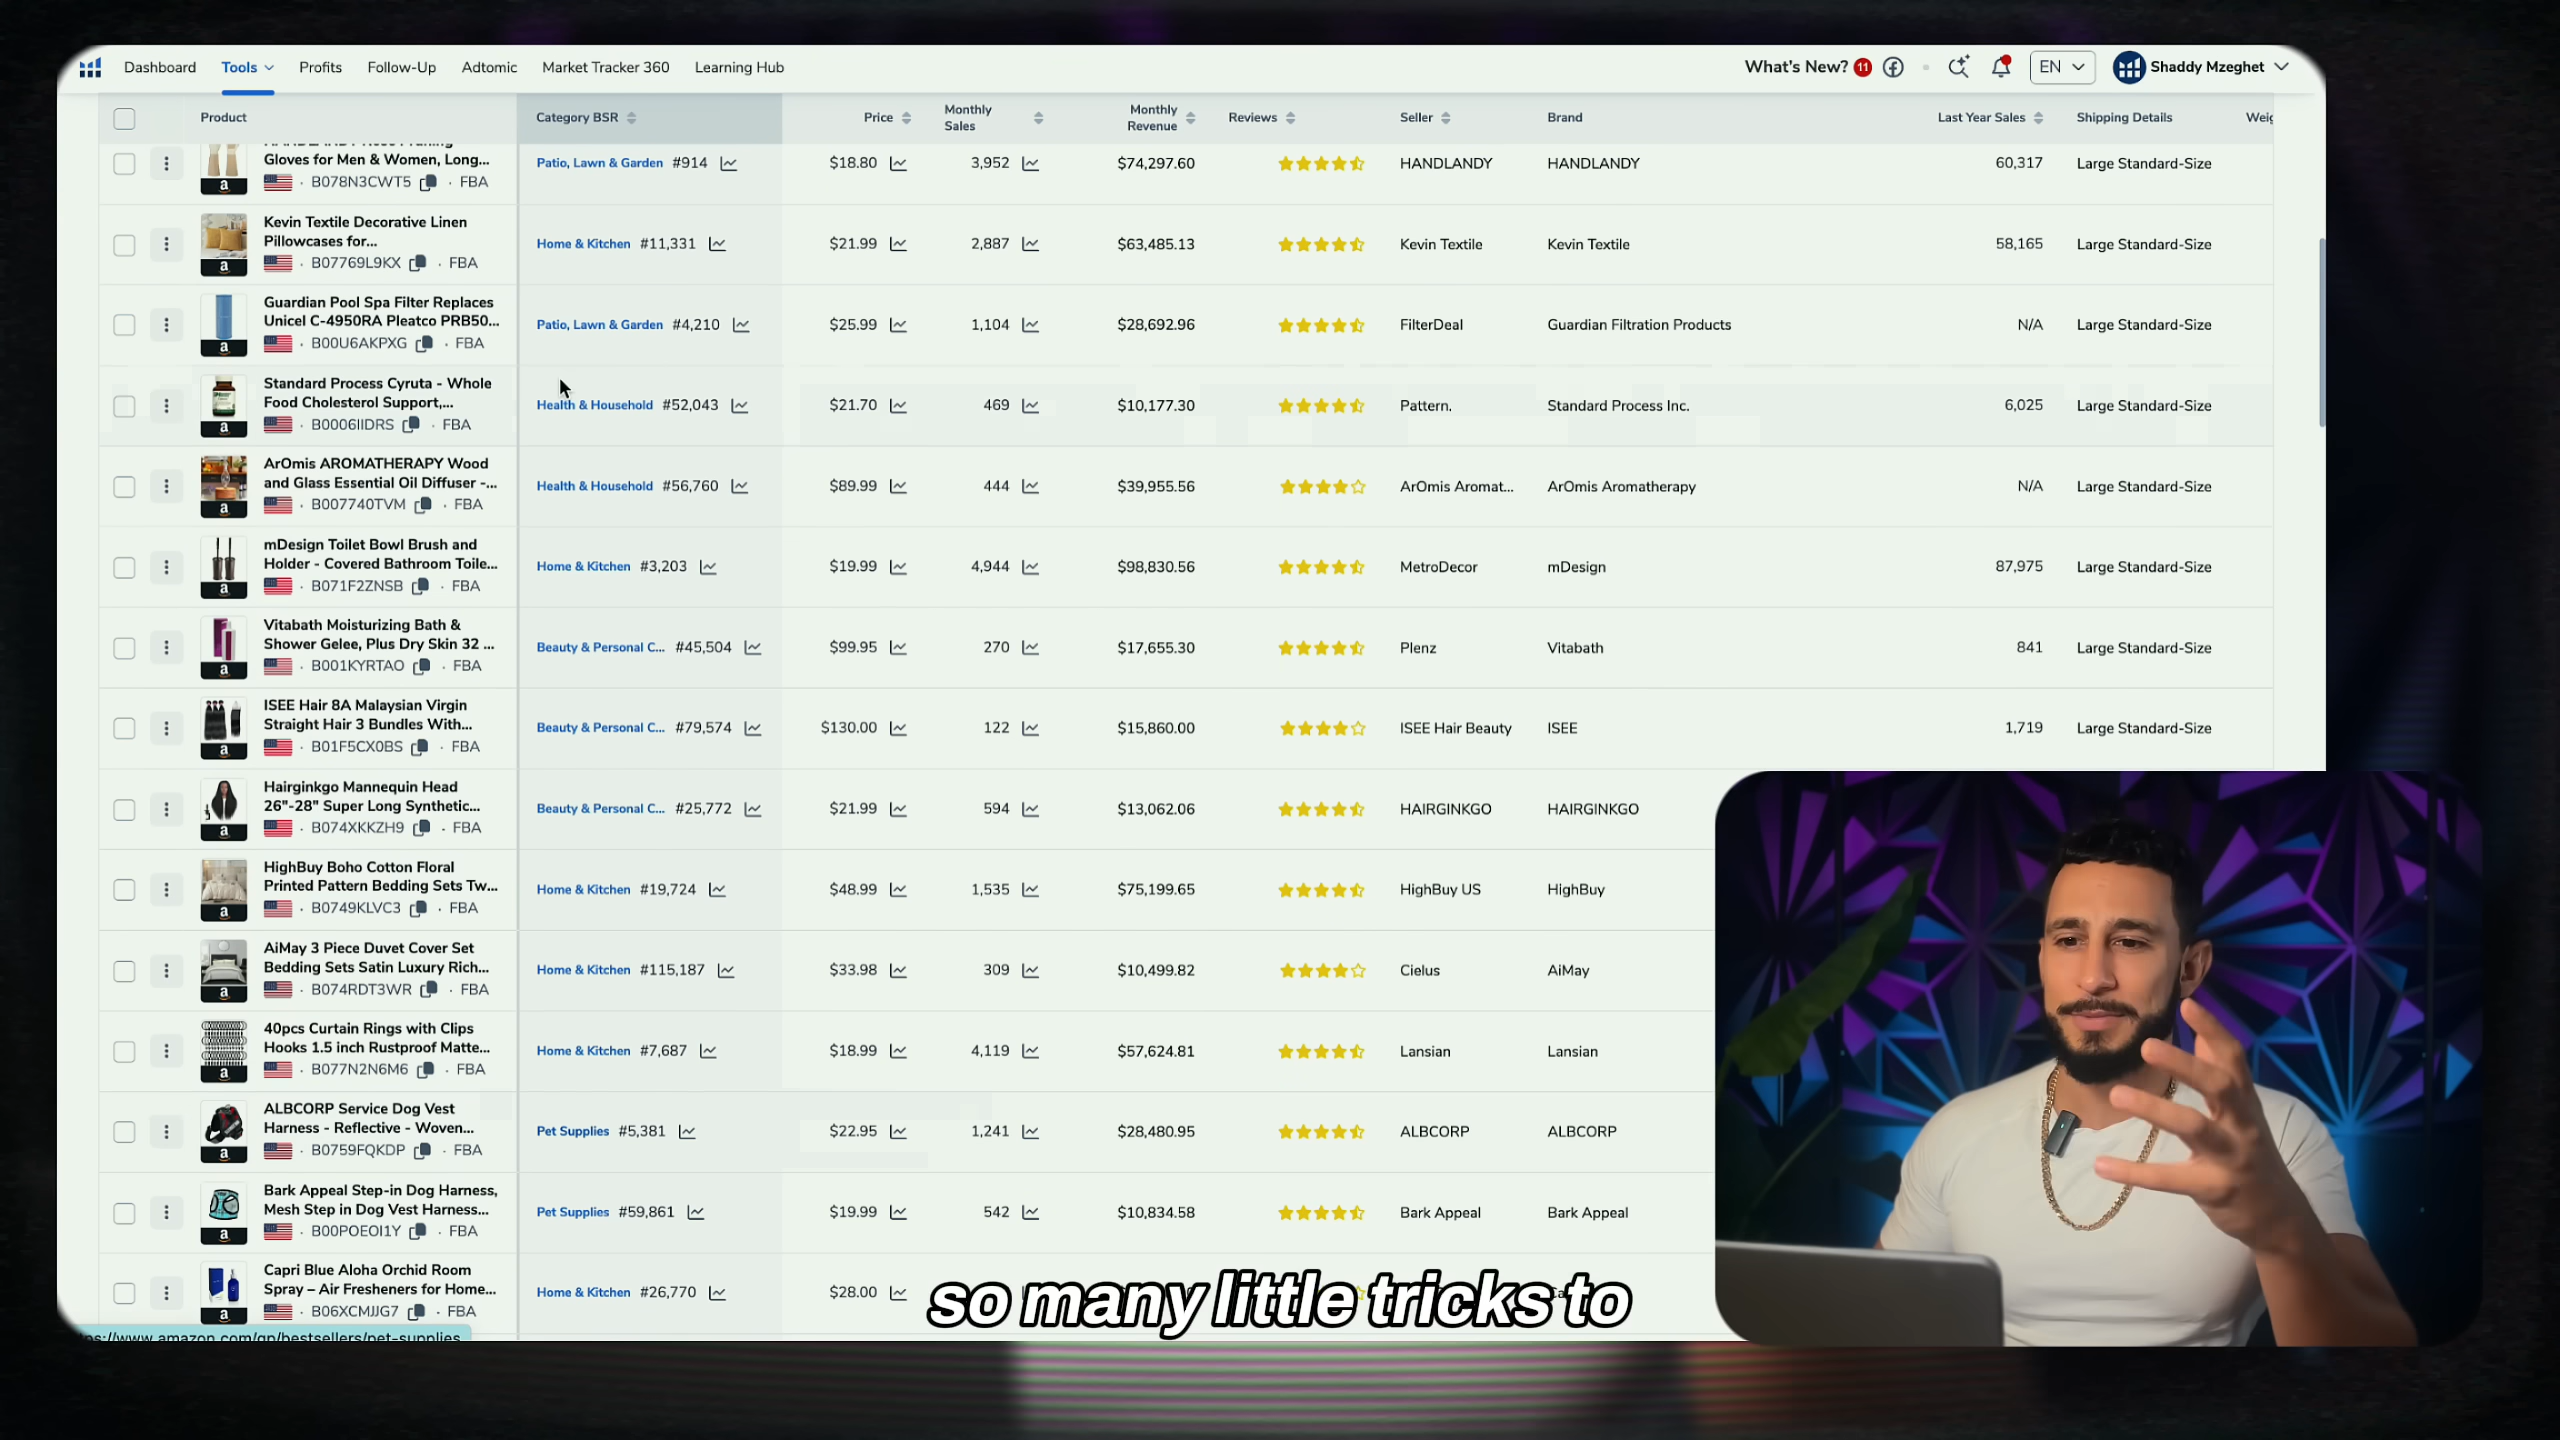 Dashboard Tools Profits Follow-Up Adtomic Market Tracker 360 Learning Hub What's New? 11 EN Shaddy Mzeghet
Product Category BSR Price Monthly Sales Monthly Revenue Reviews Seller Brand Last Year Sales Shipping Details
Gloves for Men & Women, Long...
Patio, Lawn & Garden #914 $18.80 3,952 $74,297.60 HANDLANDY HANDLANDY 60,317 Large Standard-Size
B078N3CWT5 · FBA
Kevin Textile Decorative Linen
Pillowcases for...
Home & Kitchen #11,331 $21.99 2,887 $63,485.13 Kevin Textile Kevin Textile 58,165 Large Standard-Size
B07769L9KX · FBA
Guardian Pool Spa Filter Replaces
Unicel C-4950RA Pleatco PRB50...
Patio, Lawn & Garden #4,210 $25.99 1,104 $28,692.96 FilterDeal Guardian Filtration Products N/A Large Standard-Size
B00U6AKPXG · FBA
Standard Process Cyruta - Whole
Food Cholesterol Support,...
Health & Household #52,043 $21.70 469 $10,177.30 Pattern. Standard Process Inc. 6,025 Large Standard-Size
B0006IIDRS · FBA
ArOmis AROMATHERAPY Wood
and Glass Essential Oil Diffuser -...
Health & Household #56,760 $89.99 444 $39,955.56 ArOmis Aromat... ArOmis Aromatherapy N/A Large Standard-Size
B007740TVM · FBA
mDesign Toilet Bowl Brush and
Holder - Covered Bathroom Toile...
Home & Kitchen #3,203 $19.99 4,944 $98,830.56 MetroDecor mDesign 87,975 Large Standard-Size
B071F2ZNSB · FBA
Vitabath Moisturizing Bath &
Shower Gelee, Plus Dry Skin 32 ...
Beauty & Personal C... #45,504 $99.95 270 $17,655.30 Plenz Vitabath 841 Large Standard-Size
B001KYRTAO · FBA
ISEE Hair 8A Malaysian Virgin
Straight Hair 3 Bundles With...
Beauty & Personal C... #79,574 $130.00 122 $15,860.00 ISEE Hair Beauty ISEE 1,719 Large Standard-Size
B01F5CX0BS · FBA
Hairginkgo Mannequin Head
26"-28" Super Long Synthetic...
Beauty & Personal C... #25,772 $21.99 594 $13,062.06 HAIRGINKGO HAIRGINKGO
B074XKKZH9 · FBA
HighBuy Boho Cotton Floral
Printed Pattern Bedding Sets Tw...
Home & Kitchen #19,724 $48.99 1,535 $75,199.65 HighBuy US HighBuy
B0749KLVC3 · FBA
AiMay 3 Piece Duvet Cover Set
Bedding Sets Satin Luxury Rich...
Home & Kitchen #115,187 $33.98 309 $10,499.82 Cielus AiMay
B074RDT3WR · FBA
40pcs Curtain Rings with Clips
Hooks 1.5 inch Rustproof Matte...
Home & Kitchen #7,687 $18.99 4,119 $57,624.81 Lansian Lansian
B077N2N6M6 · FBA
ALBCORP Service Dog Vest
Harness - Reflective - Woven...
Pet Supplies #5,381 $22.95 1,241 $28,480.95 ALBCORP ALBCORP
B0759FQKDP · FBA
Bark Appeal Step-in Dog Harness,
Mesh Step in Dog Vest Harness...
Pet Supplies #59,861 $19.99 542 $10,834.58 Bark Appeal Bark Appeal
B00POEOI1Y · FBA
Capri Blue Aloha Orchid Room
Spray – Air Fresheners for Home...
Home & Kitchen #26,770 $28.00
B06XCMJJG7 · FBA
so many little tricks to